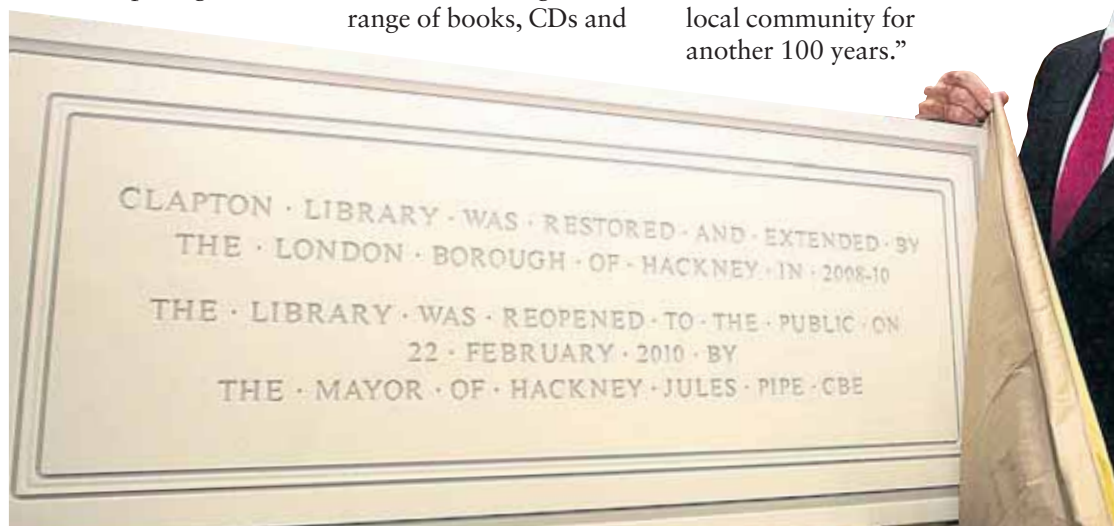 range of books, CDs and
local community for
another 100 years.”
CLAPTON · LIBRARY · WAS · RESTORED · AND · EXTENDED · BY
THE · LONDON · BOROUGH · OF · HACKNEY · IN · 2008-10
THE · LIBRARY · WAS · REOPENED · TO · THE · PUBLIC · ON
22 · FEBRUARY · 2010 · BY
THE · MAYOR · OF · HACKNEY · JULES · PIPE · CBE